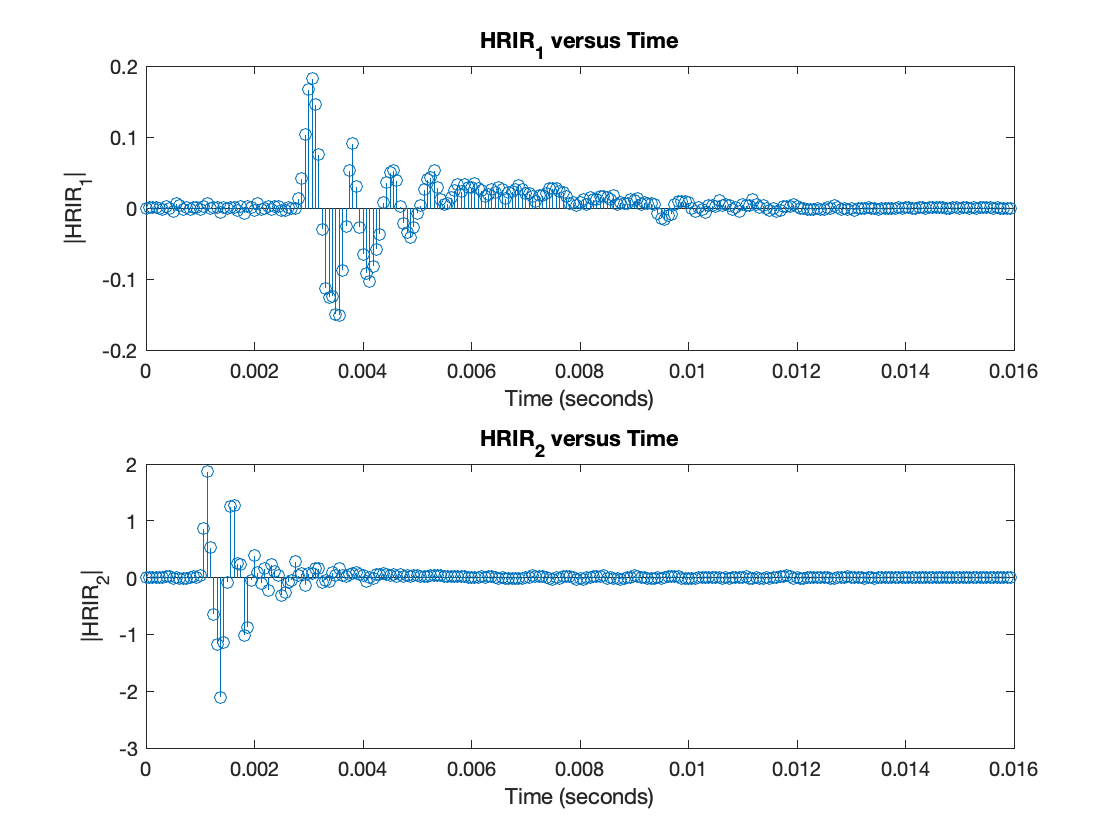 HRIR1 versus Time
0.2
0.1
0
-0.1
-0.2
|HRIR1|
0 0.002 0.004 0.006 0.008 0.01 0.012 0.014 0.016
Time (seconds)
HRIR2 versus Time
2
1
0
-1
-2
-3
|HRIR2|
0 0.002 0.004 0.006 0.008 0.01 0.012 0.014 0.016
Time (seconds)